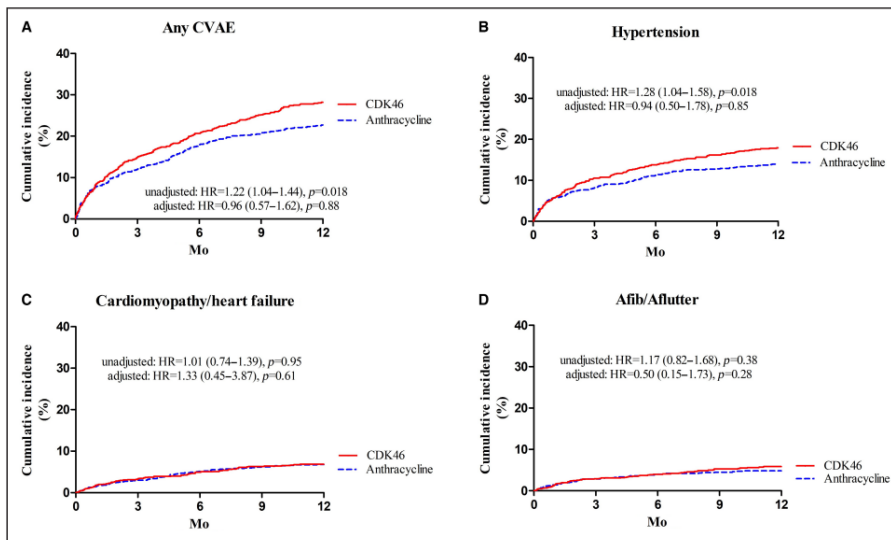 A
Any CVAE
Cumulative incidence
(%)
40
30
20
10
0
CDK46
Anthracycline
unadjusted: HR=1.22 (1.04–1.44), p=0.018
adjusted: HR=0.96 (0.57–1.62), p=0.88
0
3
6
9
12
Mo
B
Hypertension
Cumulative incidence
(%)
40
30
20
10
0
unadjusted: HR=1.28 (1.04–1.58), p=0.018
adjusted: HR=0.94 (0.50–1.78), p=0.85
CDK46
Anthracycline
0
3
6
9
12
Mo
C
Cardiomyopathy/heart failure
Cumulative incidence
(%)
40
30
20
10
0
unadjusted: HR=1.01 (0.74–1.39), p=0.95
adjusted: HR=1.33 (0.45–3.87), p=0.61
CDK46
Anthracycline
0
3
6
9
12
Mo
D
Afib/Aflutter
Cumulative incidence
(%)
40
30
20
10
0
unadjusted: HR=1.17 (0.82–1.68), p=0.38
adjusted: HR=0.50 (0.15–1.73), p=0.28
CDK46
Anthracycline
0
3
6
9
12
Mo